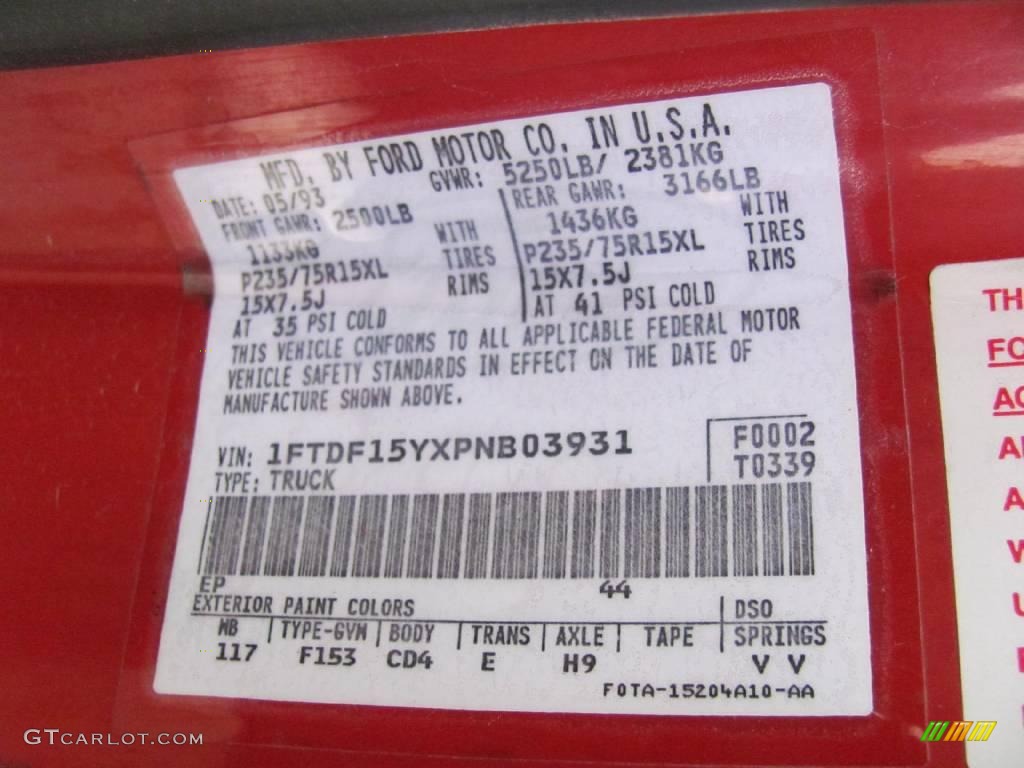 MFD. BY FORD MOTOR CO. IN U.S.A.
DATE: 05/93 GVWR: 5250LB/ 2381KG
FRONT GAWR: 2500LB REAR GAWR: 3166LB
1133KG WITH 1436KG WITH
P235/75R15XL TIRES P235/75R15XL TIRES
15X7.5J RIMS 15X7.5J RIMS
AT 35 PSI COLD AT 41 PSI COLD
THIS VEHICLE CONFORMS TO ALL APPLICABLE FEDERAL MOTOR
VEHICLE SAFETY STANDARDS IN EFFECT ON THE DATE OF
MANUFACTURE SHOWN ABOVE.
VIN: 1FTDF15YXPNB03931 F0002
TYPE: TRUCK T0339
EP 44
EXTERIOR PAINT COLORS DSO
WB TYPE-GVW BODY TRANS AXLE TAPE SPRINGS
117 F153 CD4 E H9 V V
F0TA-15204A10-AA
GTCARLOT.COM